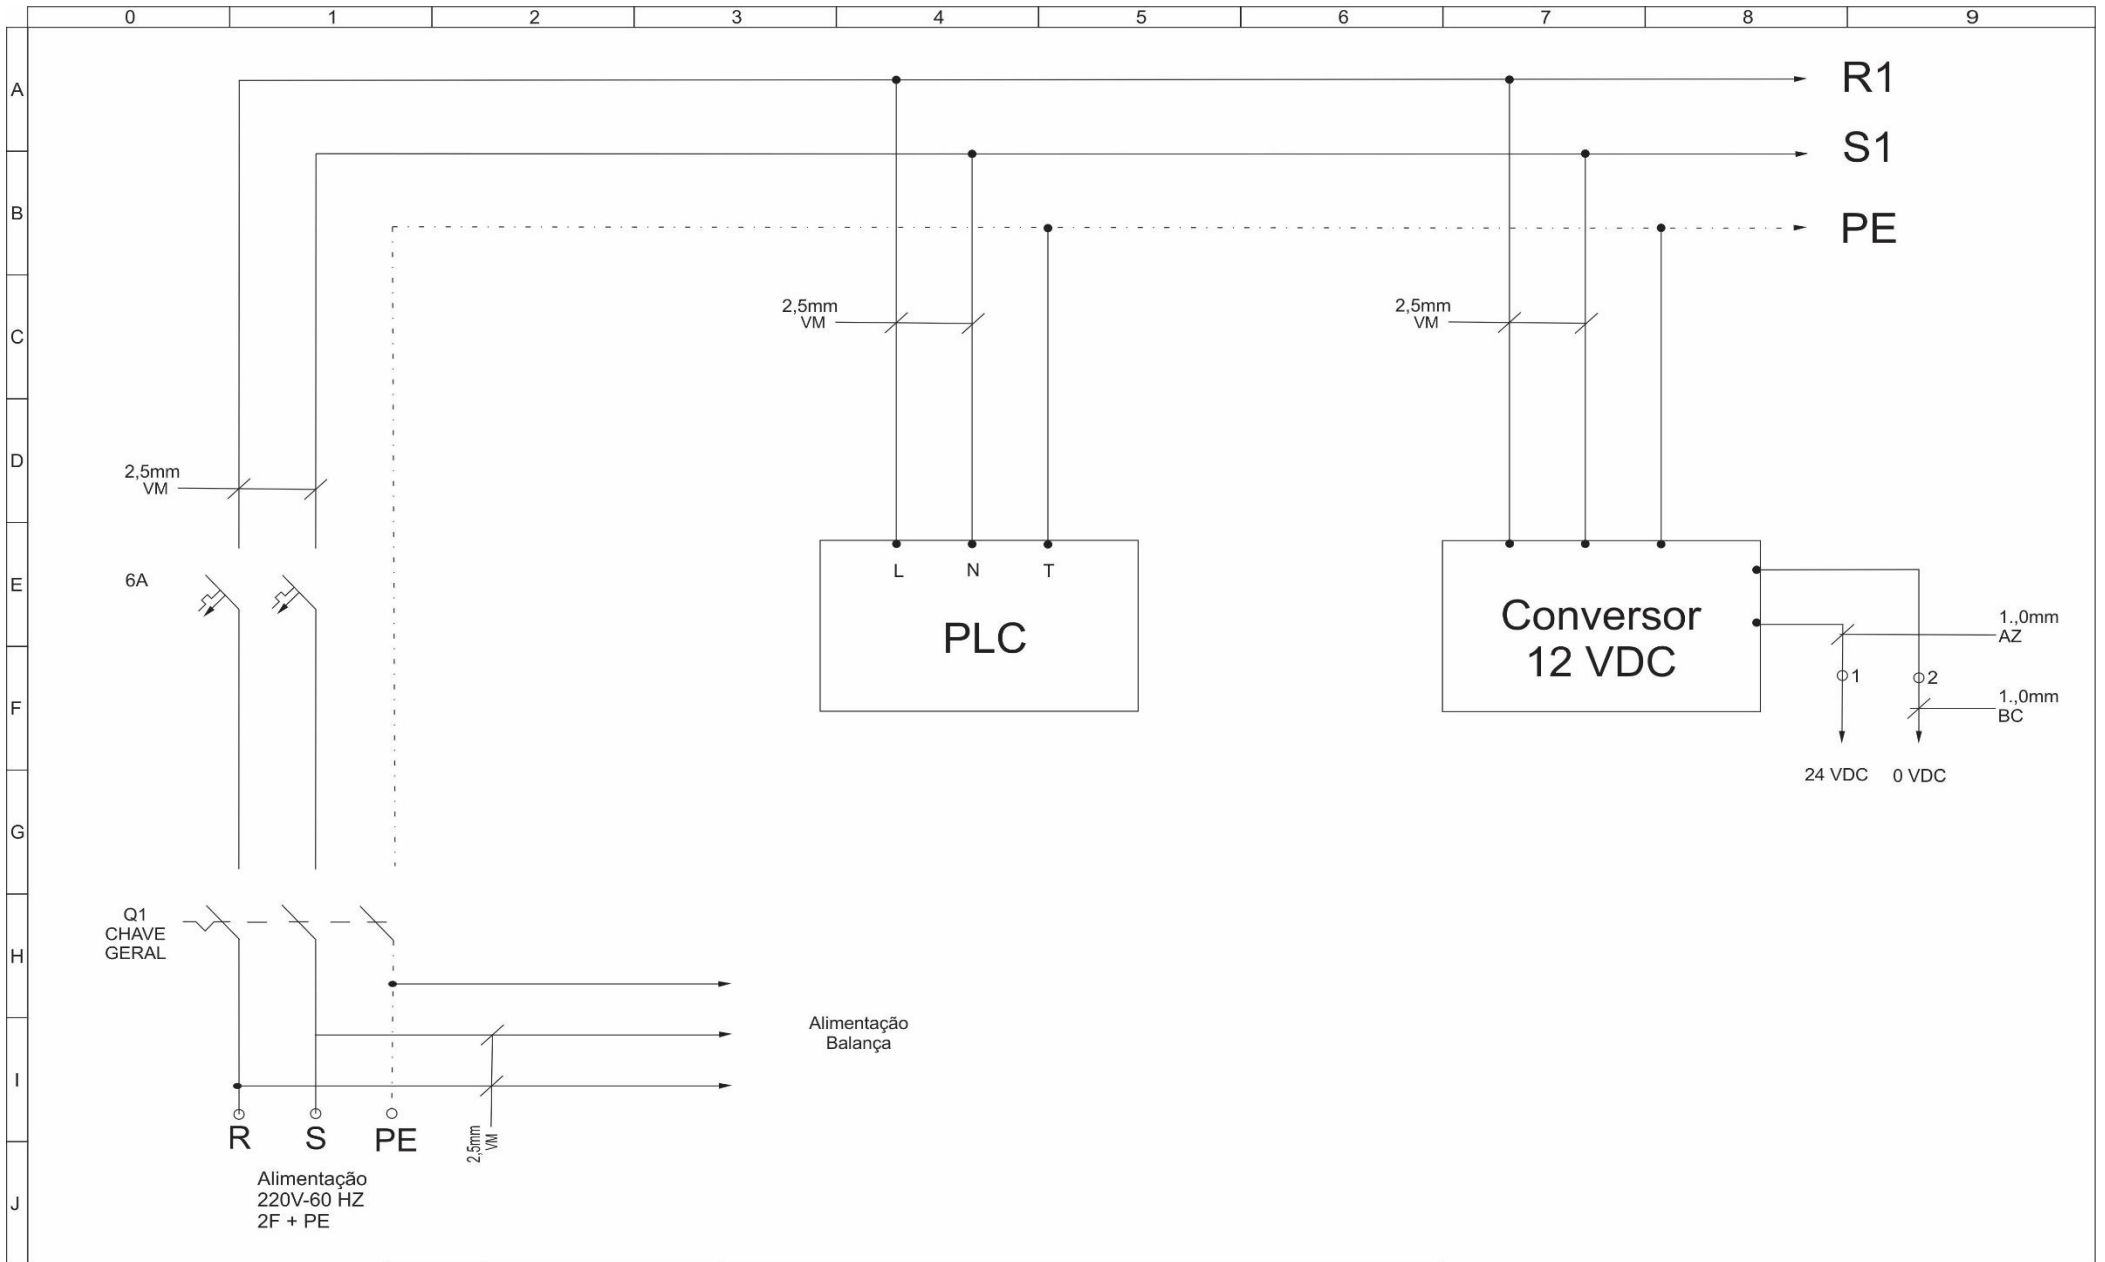 0 1 2 3 4 5 6 7 8 9
A
R1
S1
B
PE
2,5mm
VM
2,5mm
VM
C
D
2,5mm
VM
E
6A
L N T
PLC
Conversor
12 VDC
1.,0mm
AZ
1
2
F
1.,0mm
BC
24 VDC 0 VDC
G
Q1
CHAVE
GERAL
H
Alimentação
Balança
I
R S PE
2,5mm
VM
Alimentação
220V-60 HZ
2F + PE
J